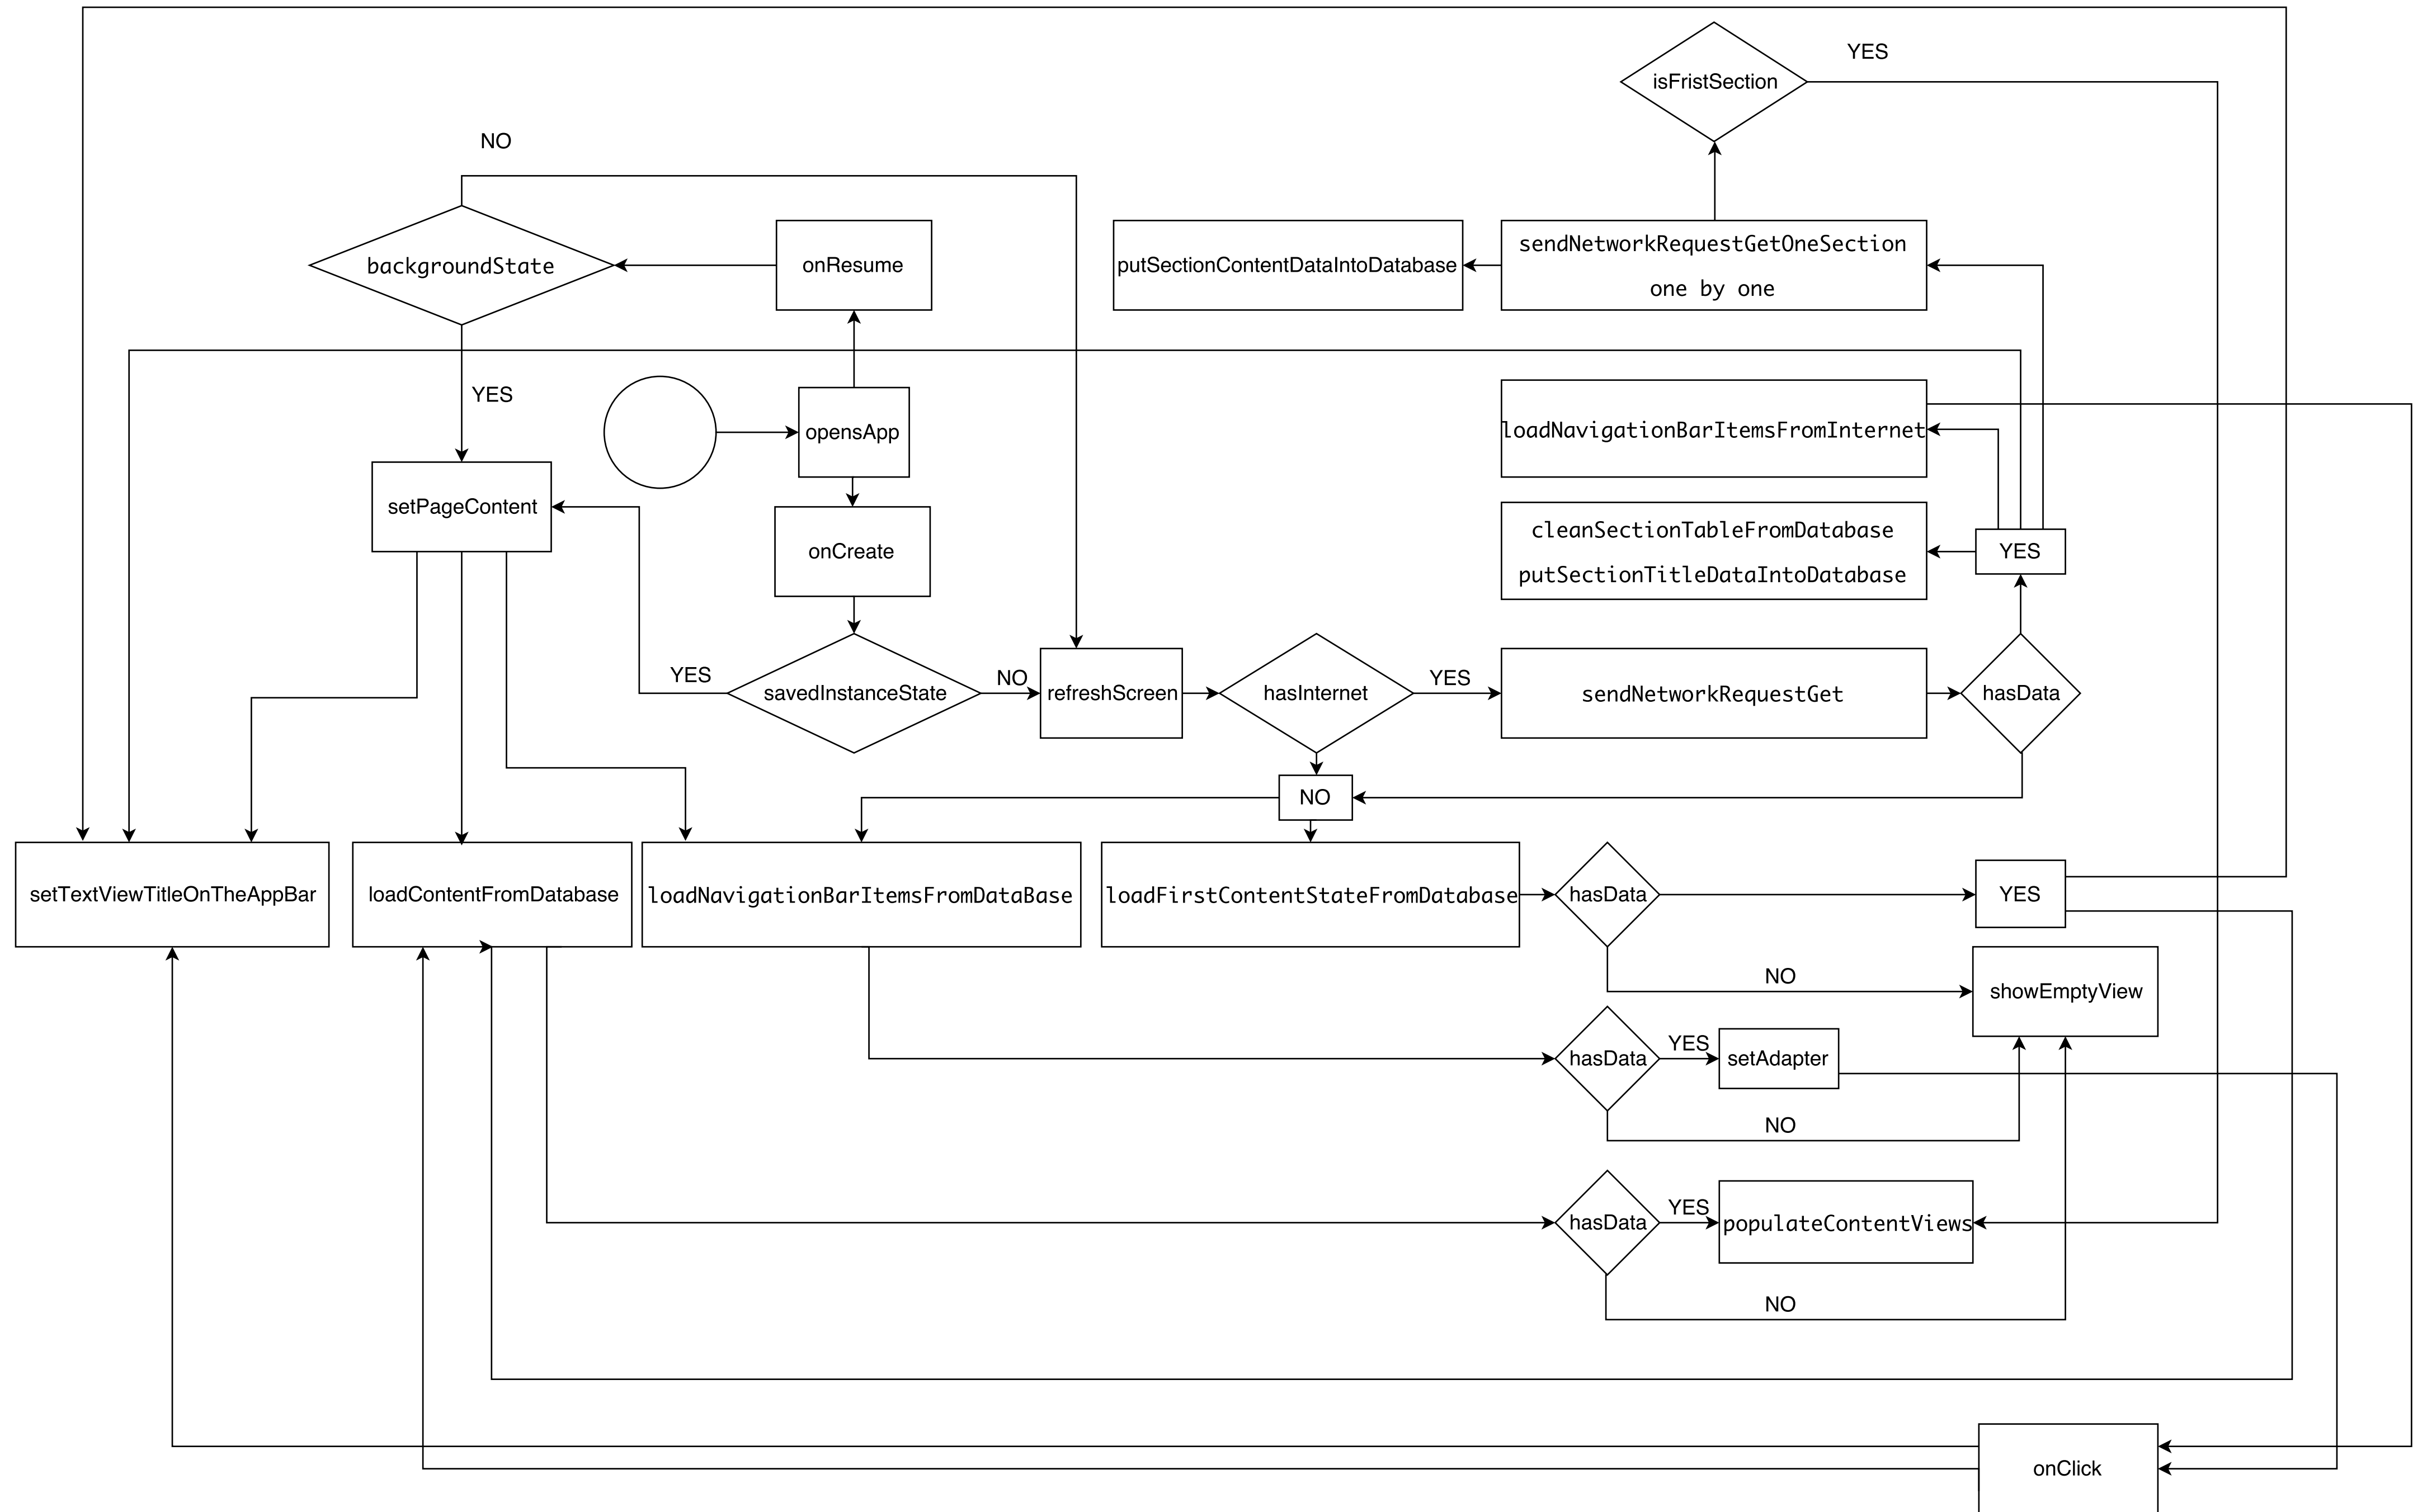 YES
isFristSection
NO
backgroundState
onResume
putSectionContentDataIntoDatabase
sendNetworkRequestGetOneSection
one by one
YES
opensApp
loadNavigationBarItemsFromInternet
setPageContent
onCreate
cleanSectionTableFromDatabase
putSectionTitleDataIntoDatabase
YES
YES
savedInstanceState
NO
refreshScreen
hasInternet
YES
sendNetworkRequestGet
hasData
NO
setTextViewTitleOnTheAppBar
loadContentFromDatabase
loadNavigationBarItemsFromDataBase
loadFirstContentStateFromDatabase
hasData
YES
NO
showEmptyView
hasData
YES
setAdapter
NO
hasData
YES
populateContentViews
NO
onClick